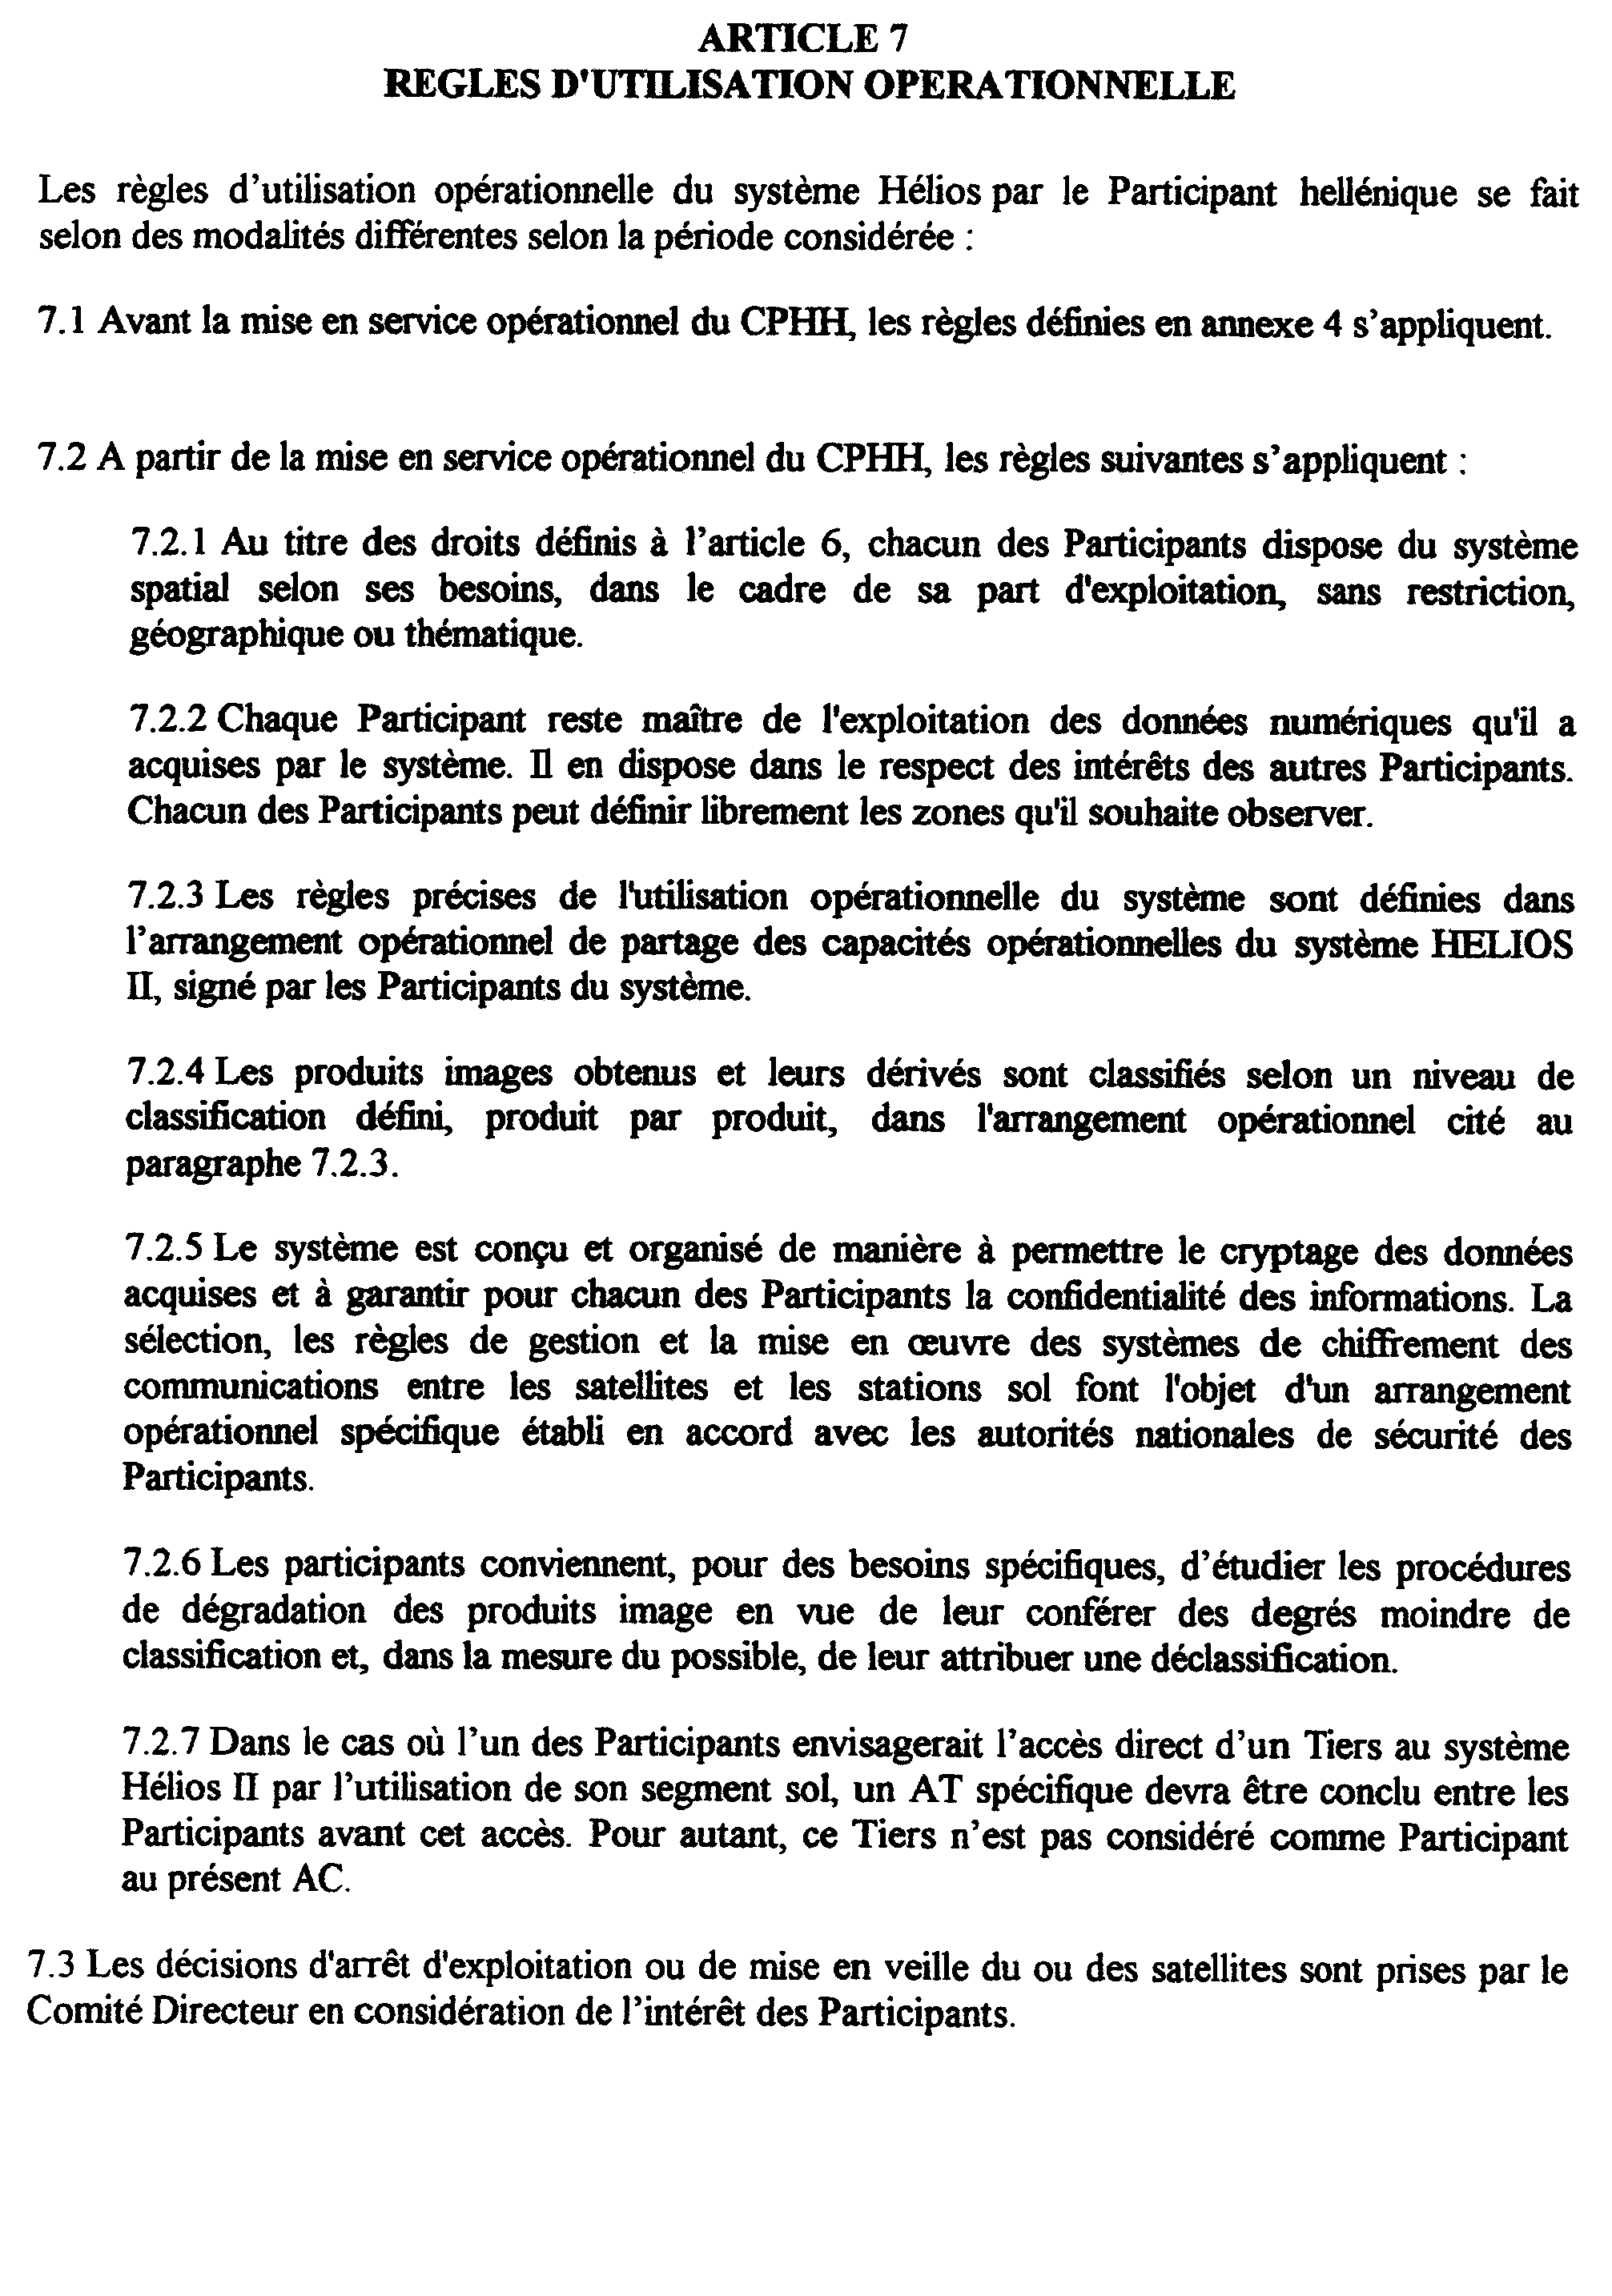 ARTICLE 7
REGLES D'UTILISATION OPERATIONNELLE
Les règles d’utilisation opérationnelle du système Hélios par le Participant hellénique se fait
selon des modalités différentes selon la période considérée :
7.1 Avant la mise en service opérationnel du CPHH, les règles définies en annexe 4 s’appliquent.
7.2 A partir de la mise en service opérationnel du CPHH, les règles suivantes s’appliquent :
7.2.1 Au titre des droits définis à l’article 6, chacun des Participants dispose du système
spatial selon ses besoins, dans le cadre de sa part d'exploitation, sans restriction,
géographique ou thématique.
7.2.2 Chaque Participant reste maître de l'exploitation des données numériques qu'il a
acquises par le système. Il en dispose dans le respect des intérêts des autres Participants.
Chacun des Participants peut définir librement les zones qu'il souhaite observer.
7.2.3 Les règles précises de l'utilisation opérationnelle du système sont définies dans
l’arrangement opérationnel de partage des capacités opérationnelles du système HELIOS
II, signé par les Participants du système.
7.2.4 Les produits images obtenus et leurs dérivés sont classifiés selon un niveau de
classification défini, produit par produit, dans l'arrangement opérationnel cité au
paragraphe 7.2.3.
7.2.5 Le système est conçu et organisé de manière à permettre le cryptage des données
acquises et à garantir pour chacun des Participants la confidentialité des informations. La
sélection, les règles de gestion et la mise en œuvre des systèmes de chiffrement des
communications entre les satellites et les stations sol font l'objet d'un arrangement
opérationnel spécifique établi en accord avec les autorités nationales de sécurité des
Participants.
7.2.6 Les participants conviennent, pour des besoins spécifiques, d’étudier les procédures
de dégradation des produits image en vue de leur conférer des degrés moindre de
classification et, dans la mesure du possible, de leur attribuer une déclassification.
7.2.7 Dans le cas où l’un des Participants envisagerait l’accès direct d’un Tiers au système
Hélios II par l’utilisation de son segment sol, un AT spécifique devra être conclu entre les
Participants avant cet accès. Pour autant, ce Tiers n’est pas considéré comme Participant
au présent AC.
7.3 Les décisions d'arrêt d'exploitation ou de mise en veille du ou des satellites sont prises par le
Comité Directeur en considération de l’intérêt des Participants.